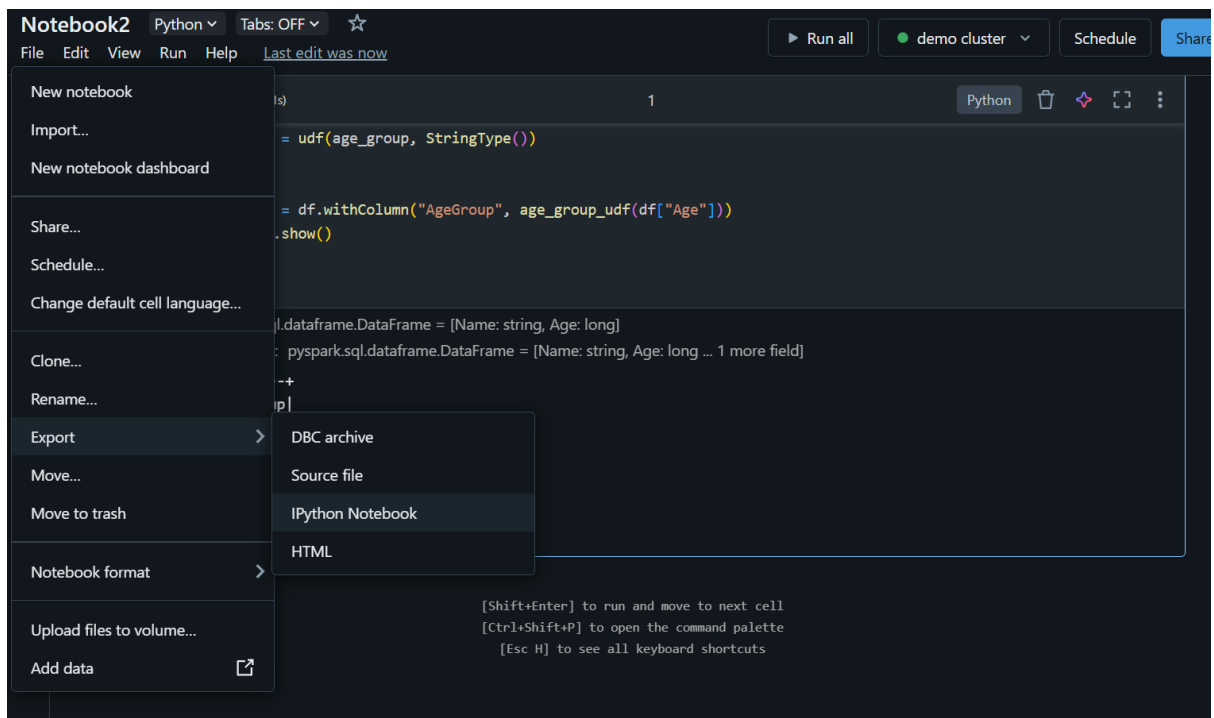 Notebook2 Python Tabs: OFF
File Edit View Run Help Last edit was now
Run all demo cluster Schedule Share
New notebook
Import...
New notebook dashboard
Share...
Schedule...
Change default cell language...
Clone...
Rename...
Export
Move...
Move to trash
Notebook format
Upload files to volume...
Add data
DBC archive
Source file
IPython Notebook
HTML
1s) 1 Python
= udf(age_group, StringType())
= df.withColumn("AgeGroup", age_group_udf(df["Age"]))
.show()
l.dataframe.DataFrame = [Name: string, Age: long]
: pyspark.sql.dataframe.DataFrame = [Name: string, Age: long ... 1 more field]
--+
up|
[Shift+Enter] to run and move to next cell
[Ctrl+Shift+P] to open the command palette
[Esc H] to see all keyboard shortcuts